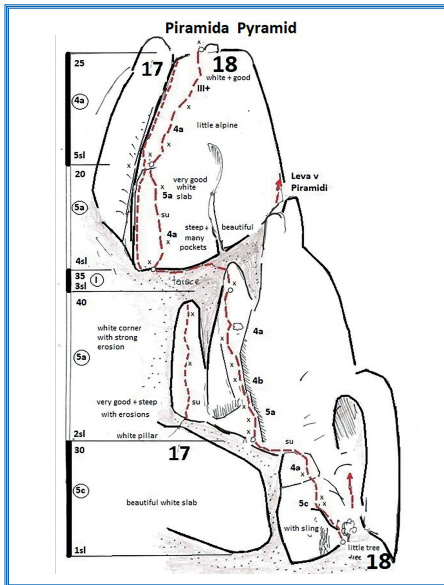 Piramida Pyramid
25
17
18
white + good
III+
4a
4a
little alpine
5sl
20
very good
white
slab
Leva v
Piramidi
5a
5a
su
4a
steep +
many
pockets
beautiful
4sl
35
I
3sl
terrace
40
white corner
with strong
erosion
4a
5a
4b
very good + steep
with erosions
su
5a
white pillar
2sl
17
su
30
4a
5c
beautiful white slab
5c
with sling
little tree
tree
1sl
18